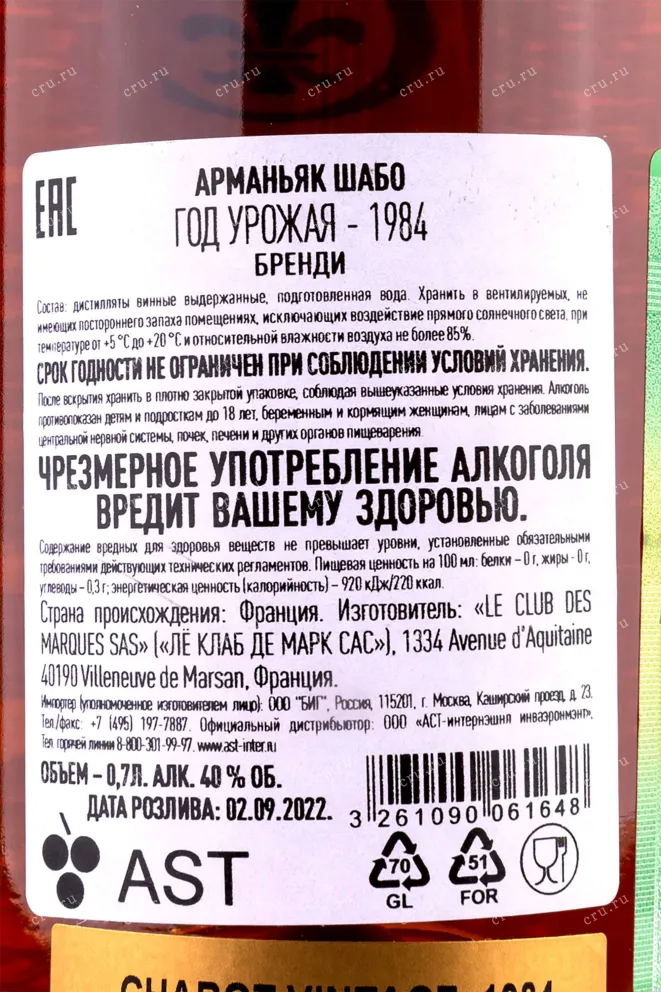 ЕАС
АРМАНЬЯК ШАБО
ГОД УРОЖАЯ - 1984
БРЕНДИ
Состав: дистилляты винные выдержанные, подготовленная вода. Хранить в вентилируемых, не
имеющих постороннего запаха помещениях, исключающих воздействие прямого солнечного света, при
температуре от +5 °С до +20 °С и относительной влажности воздуха не более 85%.
СРОК ГОДНОСТИ НЕ ОГРАНИЧЕН ПРИ СОБЛЮДЕНИИ УСЛОВИЙ ХРАНЕНИЯ.
После вскрытия хранить в плотно закрытой упаковке, соблюдая вышеуказанные условия хранения. Алкоголь
противопоказан детям и подросткам до 18 лет, беременным и кормящим женщинам, лицам с заболеваниями
центральной нервной системы, почек, печени и других органов пищеварения.
ЧРЕЗМЕРНОЕ УПОТРЕБЛЕНИЕ АЛКОГОЛЯ
ВРЕДИТ ВАШЕМУ ЗДОРОВЬЮ.
Содержание вредных для здоровья веществ не превышает уровни, установленные обязательными
требованиями действующих технических регламентов. Пищевая ценность на 100 мл: белки – 0 г, жиры - 0 г,
углеводы – 0,3 г; энергетическая ценность (калорийность) – 920 кДж/220 ккал.
Страна происхождения: Франция. Изготовитель: «LE CLUB DES
MARQUES SAS» («ЛЁ КЛАБ ДЕ МАРК САС»), 1334 Avenue d'Aquitaine
40190 Villeneuve de Marsan, Франция.
Импортер (уполномоченное изготовителем лицо): ООО "БИГ", Россия, 115201, г. Москва, Каширский проезд, д. 23.
Тел./факс: +7 (495) 197-7887. Официальный дистрибьютор: ООО «АСТ-интернэшнл инваэронмэнт».
Тел. горячей линии 8-800-301-99-97. www.ast-inter.ru
ОБЪЕМ – 0,7Л. АЛК. 40 % ОБ.
ДАТА РОЗЛИВА: 02.09.2022.
3 261090 061648
AST
70
GL
51
FOR
CHABOT VINTAGE 1984